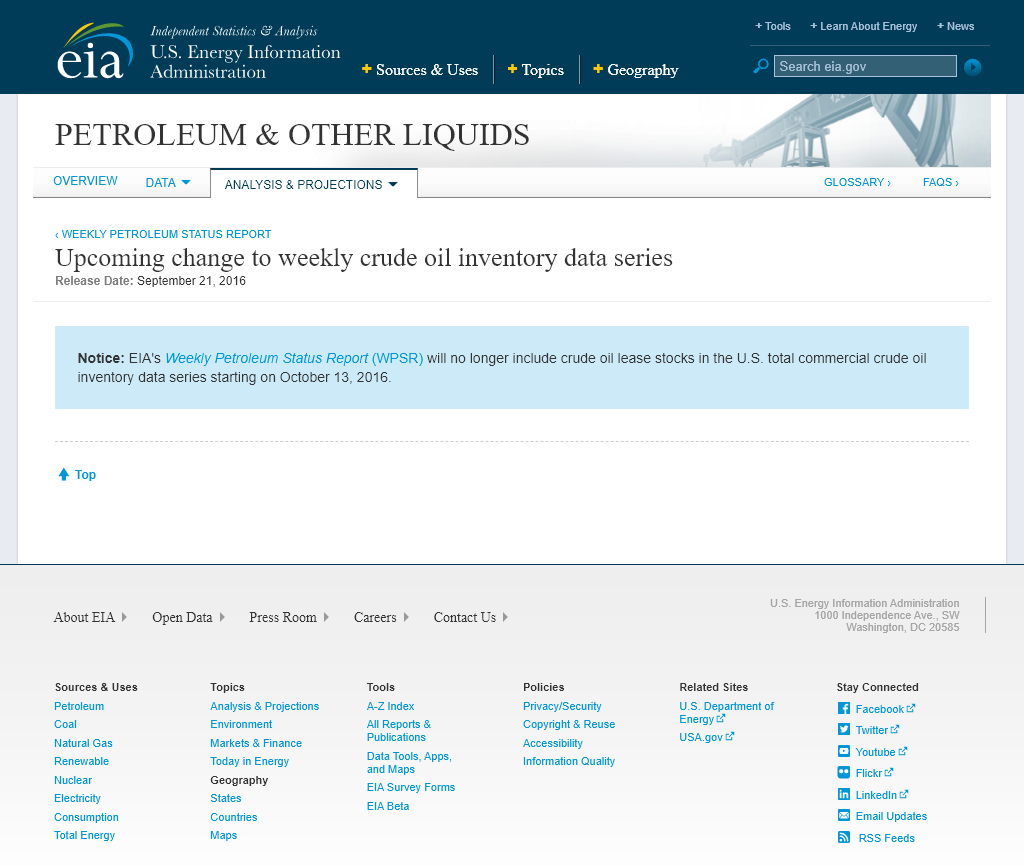 eia
Independent Statistics & Analysis
U.S. Energy Information
Administration
+ Sources & Uses
+ Topics
+ Geography
+ Tools
+ Learn About Energy
+ News
Search eia.gov
PETROLEUM & OTHER LIQUIDS
OVERVIEW
DATA
ANALYSIS & PROJECTIONS
GLOSSARY ›
FAQS ›
‹ WEEKLY PETROLEUM STATUS REPORT
Upcoming change to weekly crude oil inventory data series
Release Date: September 21, 2016
Notice: EIA's Weekly Petroleum Status Report (WPSR) will no longer include crude oil lease stocks in the U.S. total commercial crude oil
inventory data series starting on October 13, 2016.
Top
About EIA
Open Data
Press Room
Careers
Contact Us
U.S. Energy Information Administration
1000 Independence Ave., SW
Washington, DC 20585
Sources & Uses
Petroleum
Coal
Natural Gas
Renewable
Nuclear
Electricity
Consumption
Total Energy
Topics
Analysis & Projections
Environment
Markets & Finance
Today in Energy
Geography
States
Countries
Maps
Tools
A-Z Index
All Reports &
Publications
Data Tools, Apps,
and Maps
EIA Survey Forms
EIA Beta
Policies
Privacy/Security
Copyright & Reuse
Accessibility
Information Quality
Related Sites
U.S. Department of
Energy
USA.gov
Stay Connected
Facebook
Twitter
Youtube
Flickr
LinkedIn
Email Updates
RSS Feeds